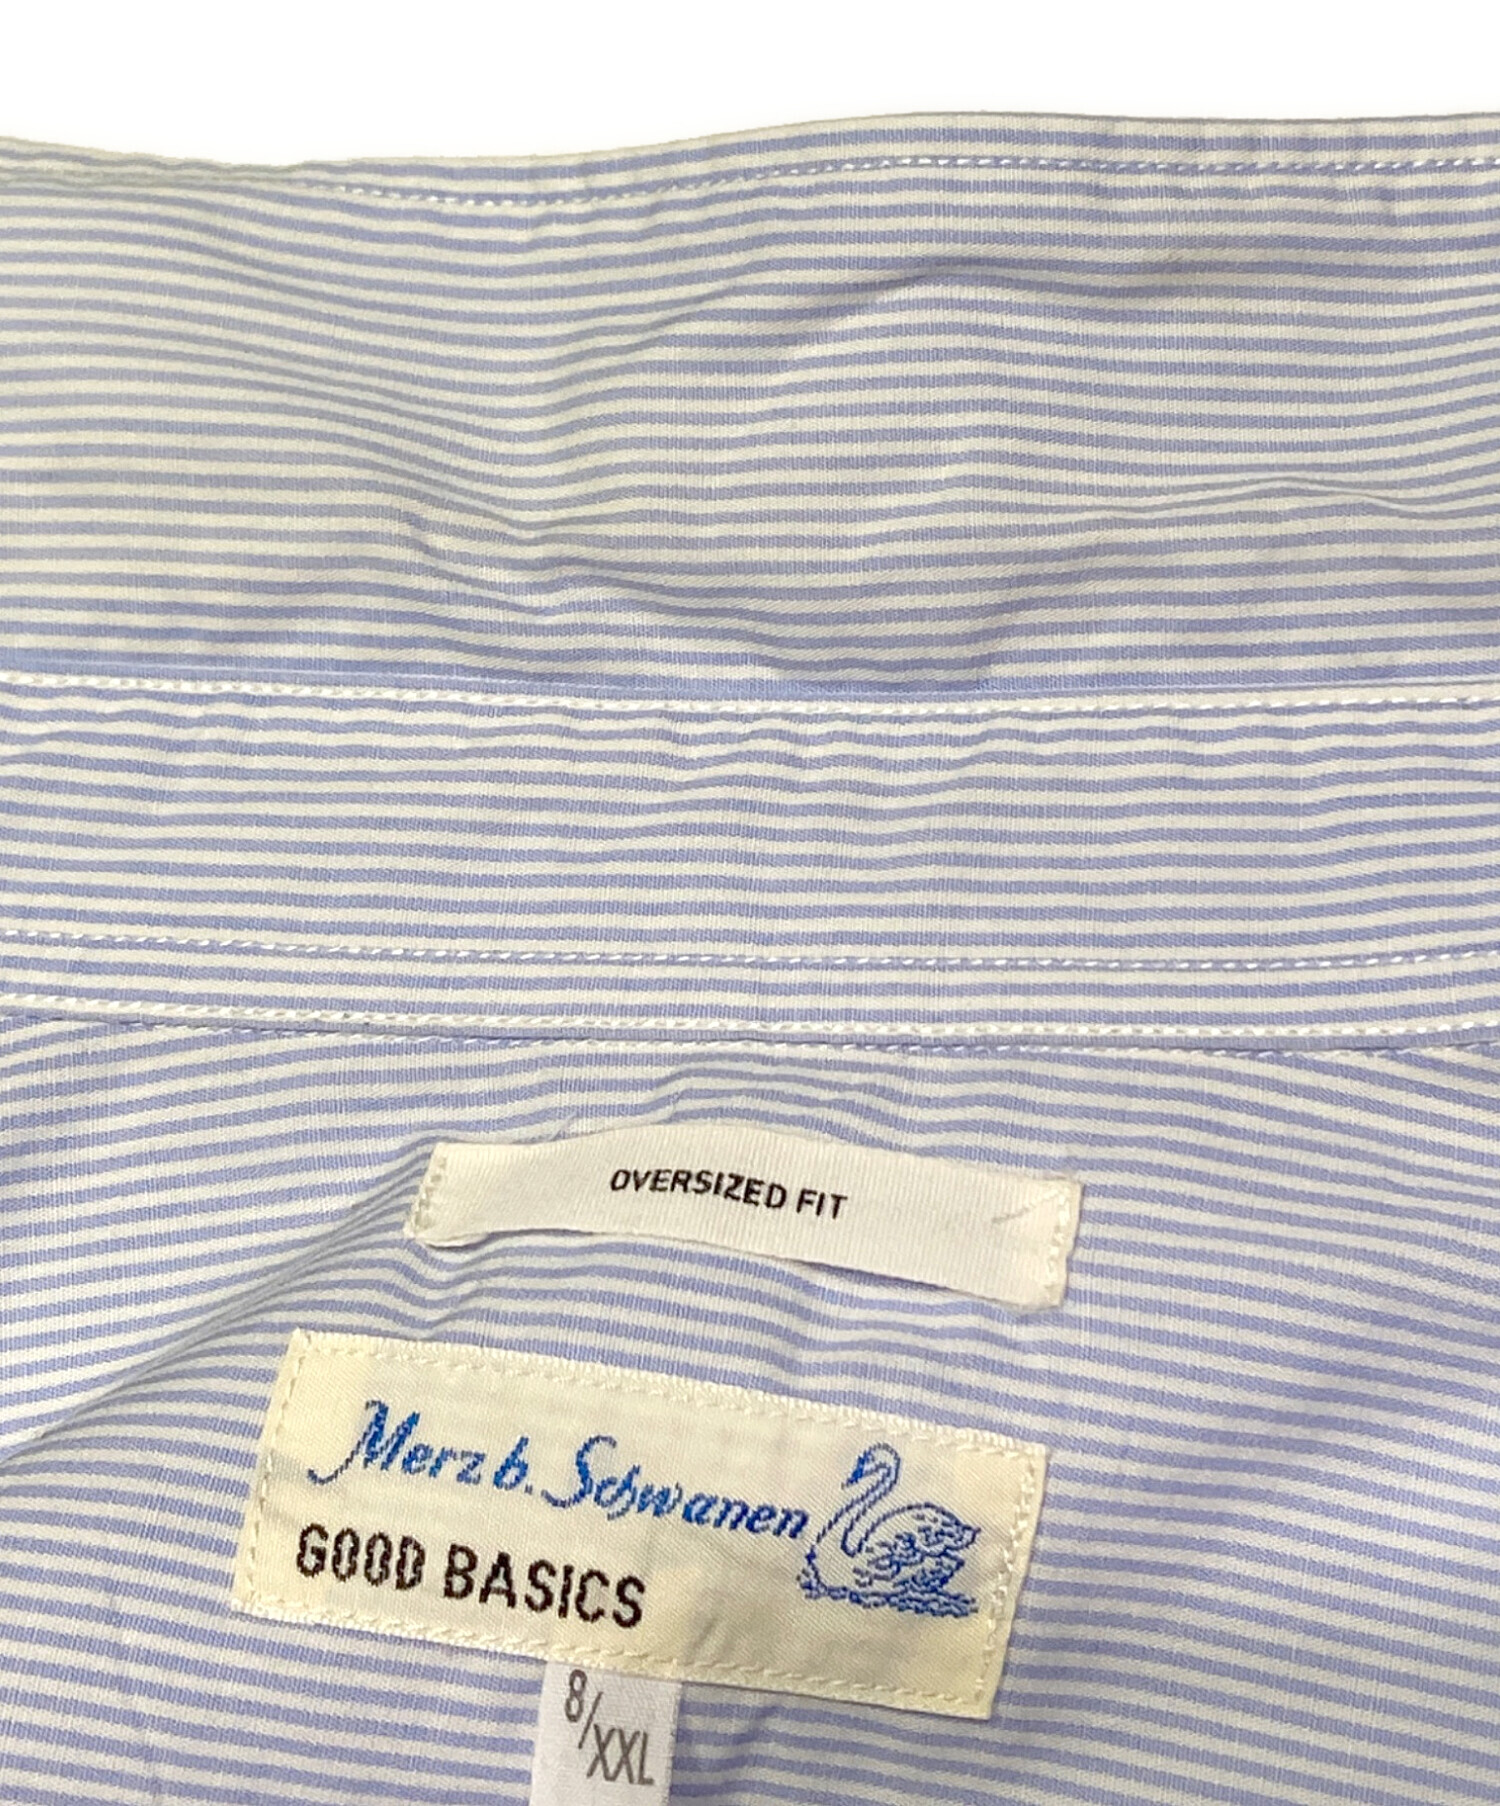 OVERSIZED FIT
Merz b. Schwanen
GOOD BASICS
8/XXL